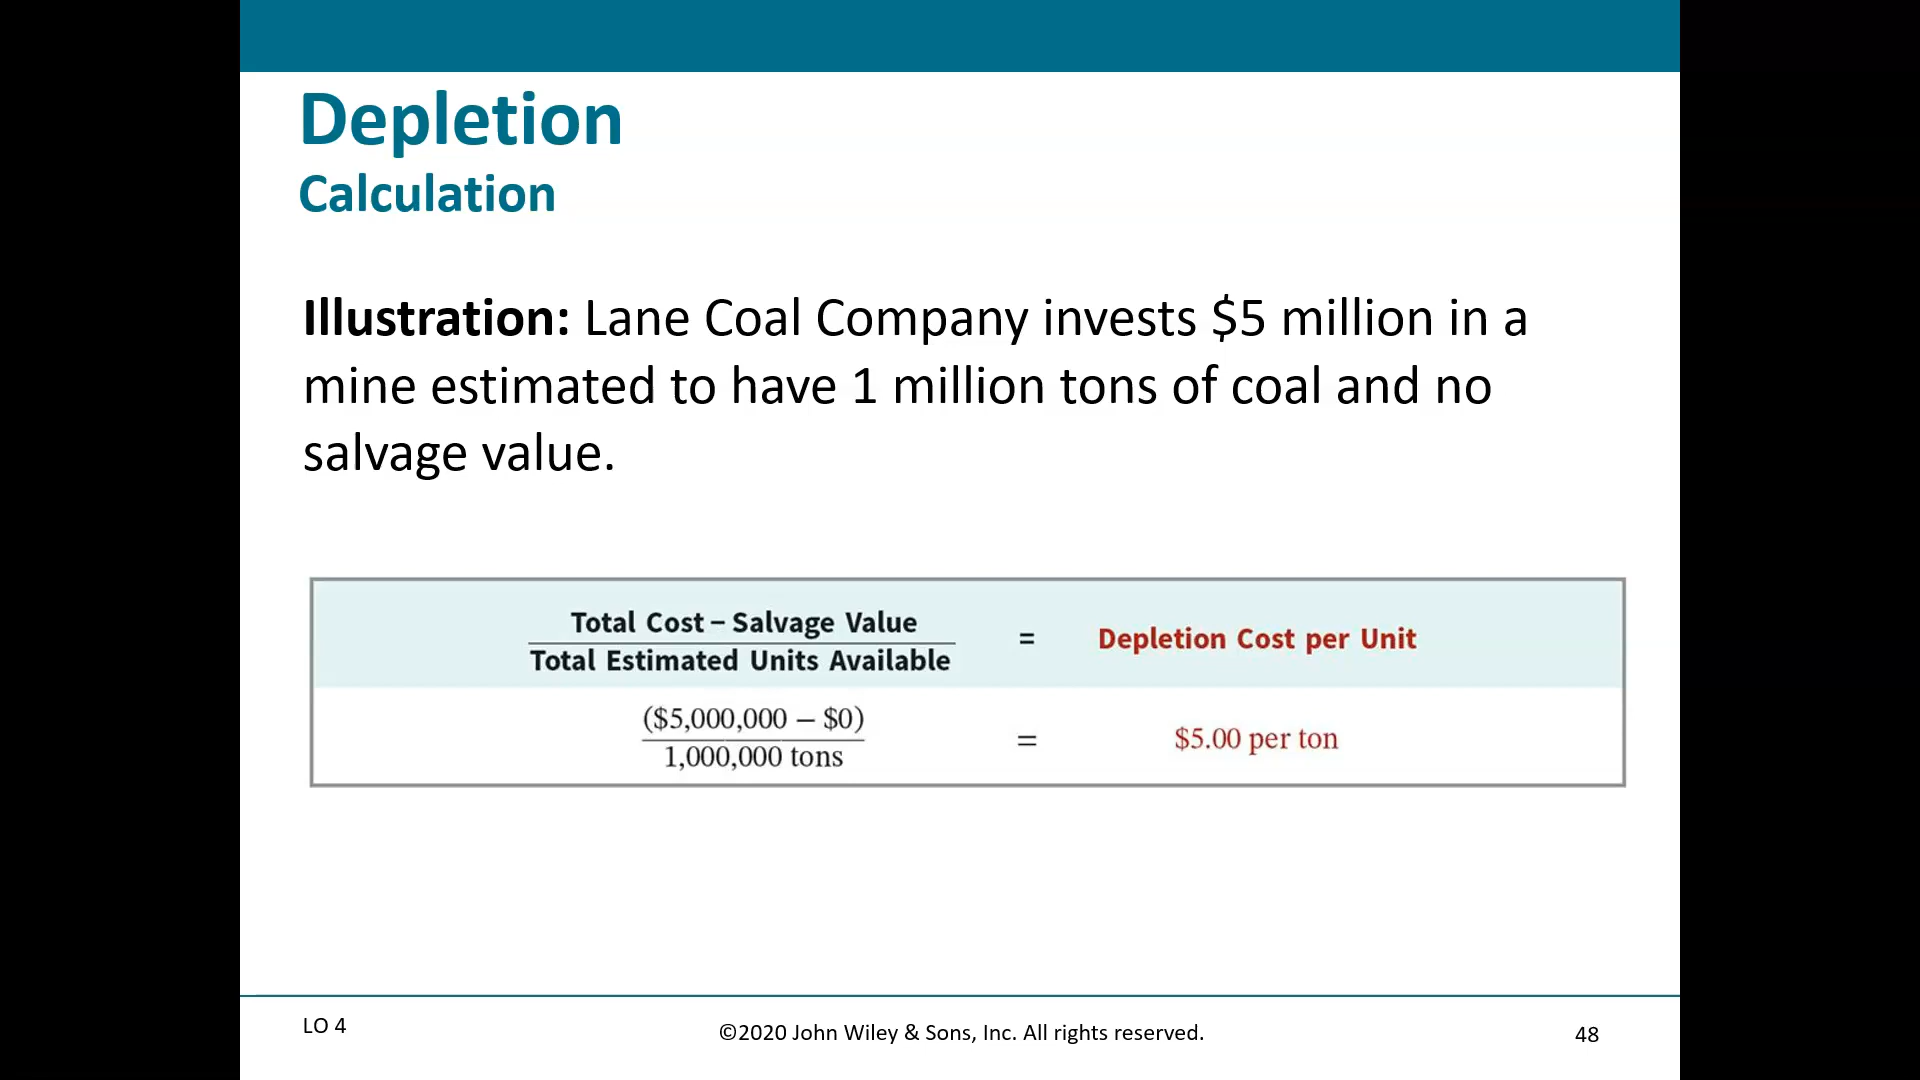 Depletion
Calculation
Illustration: Lane Coal Company invests $5 million in a
mine estimated to have 1 million tons of coal and no
salvage value.
Total Cost – Salvage Value
Total Estimated Units Available
=
Depletion Cost per Unit
($5,000,000 – $0)
1,000,000 tons
=
$5.00 per ton
LO 4
©2020 John Wiley & Sons, Inc. All rights reserved.
48